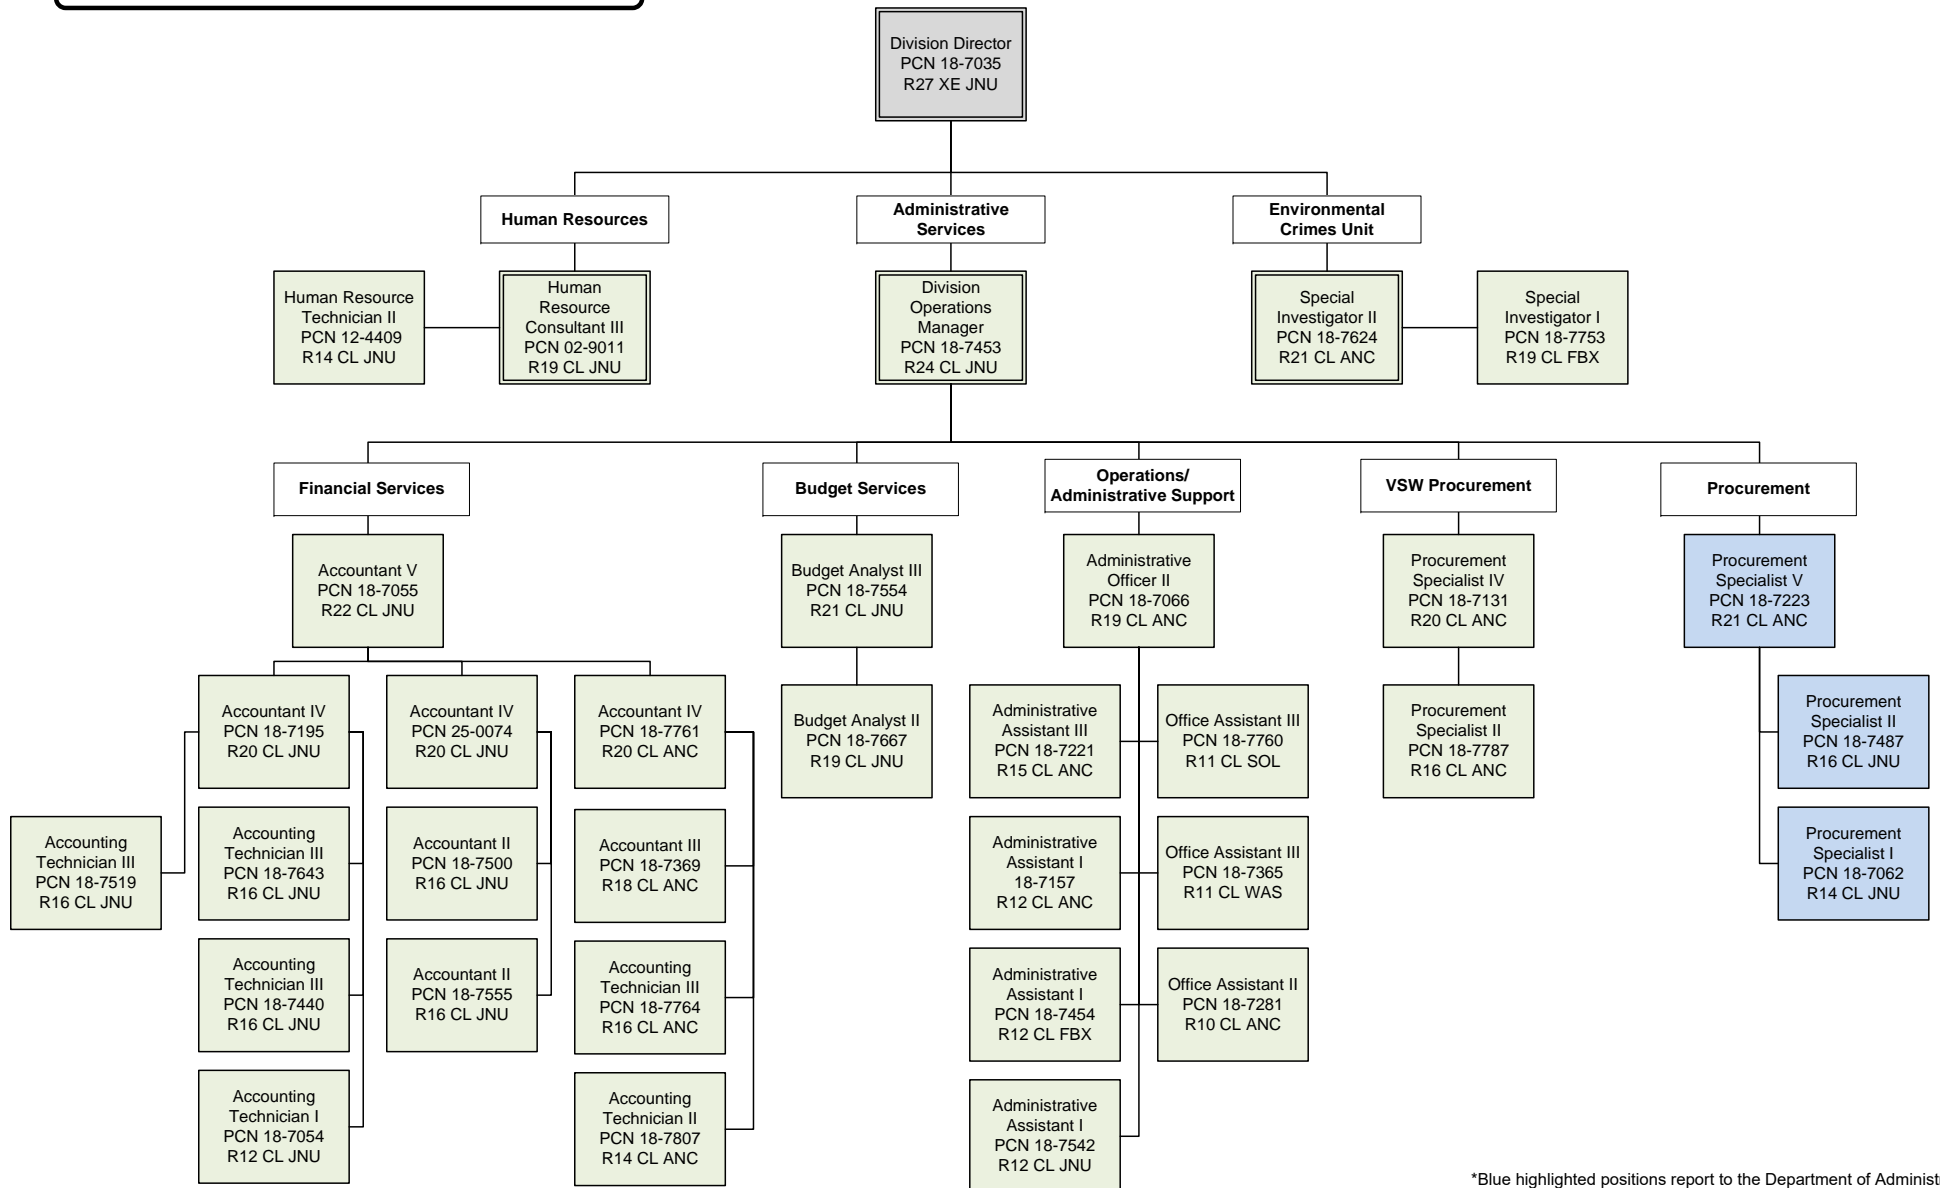 Division Director
PCN 18-7035
R27 XE JNU
Human Resources
Administrative
Services
Environmental
Crimes Unit
Human Resource
Technician II
PCN 12-4409
R14 CL JNU
Human
Resource
Consultant III
PCN 02-9011
R19 CL JNU
Division
Operations
Manager
PCN 18-7453
R24 CL JNU
Special
Investigator II
PCN 18-7624
R21 CL ANC
Special
Investigator I
PCN 18-7753
R19 CL FBX
Financial Services
Budget Services
Operations/
Administrative Support
VSW Procurement
Procurement
Accountant V
PCN 18-7055
R22 CL JNU
Budget Analyst III
PCN 18-7554
R21 CL JNU
Administrative
Officer II
PCN 18-7066
R19 CL ANC
Procurement
Specialist IV
PCN 18-7131
R20 CL ANC
Procurement
Specialist V
PCN 18-7223
R21 CL ANC
Accountant IV
PCN 18-7195
R20 CL JNU
Accountant IV
PCN 25-0074
R20 CL JNU
Accountant IV
PCN 18-7761
R20 CL ANC
Budget Analyst II
PCN 18-7667
R19 CL JNU
Administrative
Assistant III
PCN 18-7221
R15 CL ANC
Office Assistant III
PCN 18-7760
R11 CL SOL
Procurement
Specialist II
PCN 18-7787
R16 CL ANC
Procurement
Specialist II
PCN 18-7487
R16 CL JNU
Accounting
Technician III
PCN 18-7519
R16 CL JNU
Accounting
Technician III
PCN 18-7643
R16 CL JNU
Accountant II
PCN 18-7500
R16 CL JNU
Accountant III
PCN 18-7369
R18 CL ANC
Administrative
Assistant I
18-7157
R12 CL ANC
Office Assistant III
PCN 18-7365
R11 CL WAS
Procurement
Specialist I
PCN 18-7062
R14 CL JNU
Accounting
Technician III
PCN 18-7440
R16 CL JNU
Accountant II
PCN 18-7555
R16 CL JNU
Accounting
Technician III
PCN 18-7764
R16 CL ANC
Administrative
Assistant I
PCN 18-7454
R12 CL FBX
Office Assistant II
PCN 18-7281
R10 CL ANC
Accounting
Technician I
PCN 18-7054
R12 CL JNU
Accounting
Technician II
PCN 18-7807
R14 CL ANC
Administrative
Assistant I
PCN 18-7542
R12 CL JNU
*Blue highlighted positions report to the Department of Administ